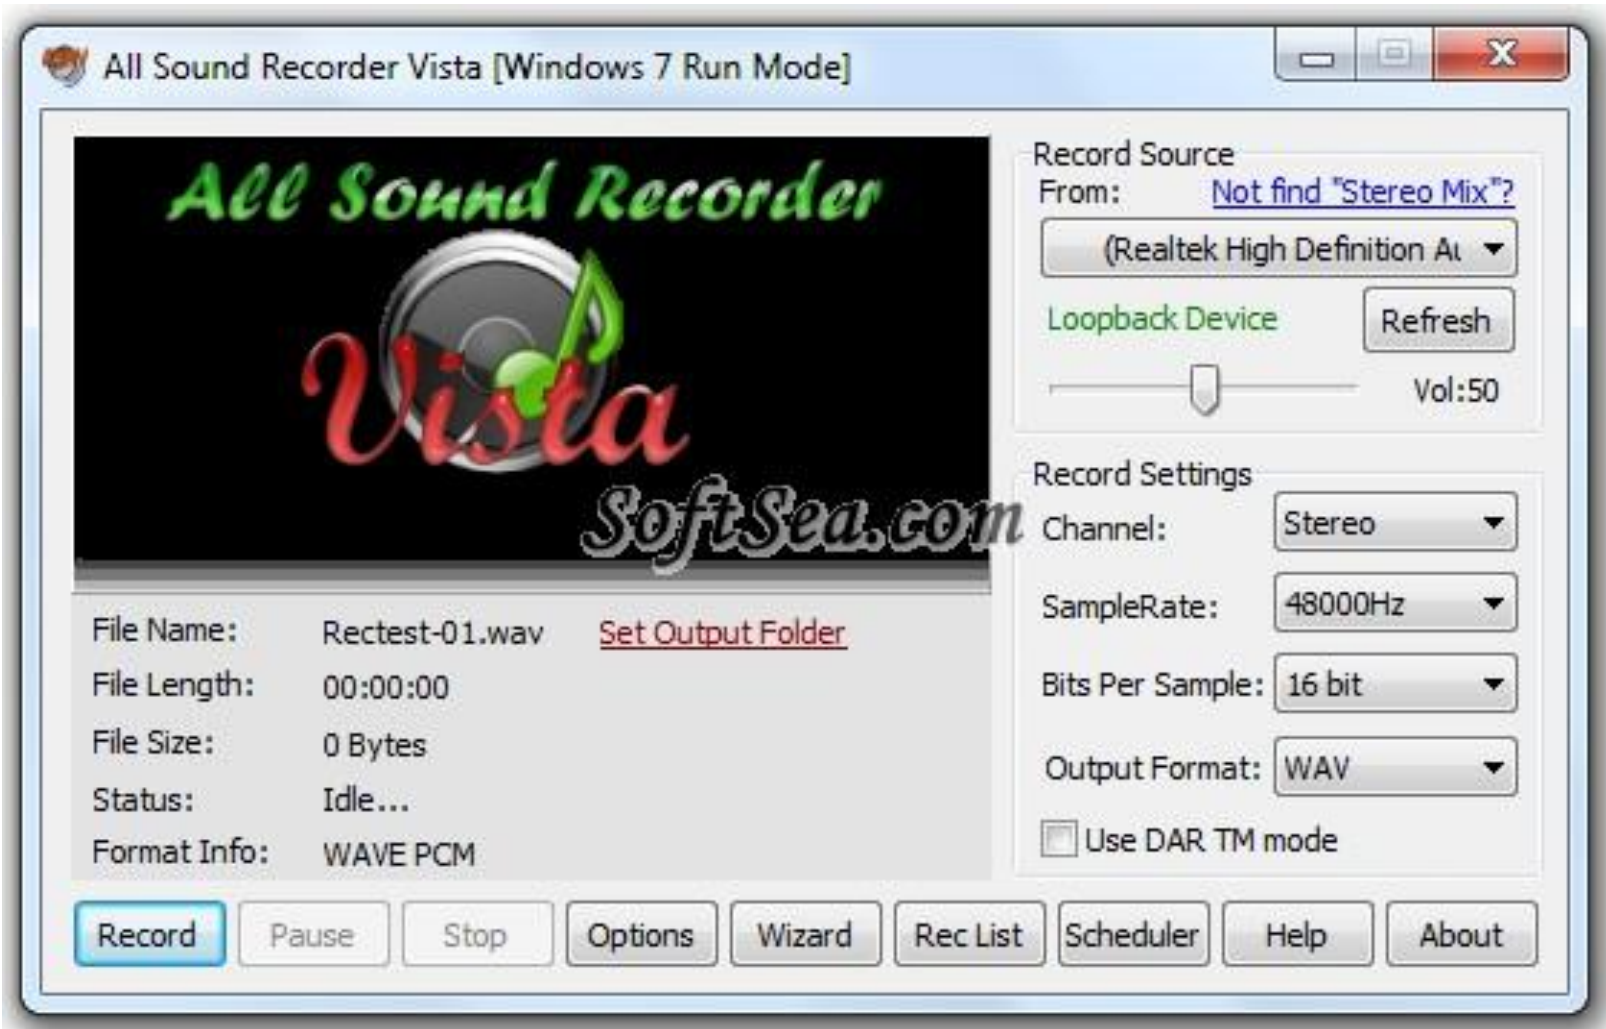 All Sound Recorder Vista [Windows 7 Run Mode]
All Sound Recorder
Vista
SoftSea.com
File Name: Rectest-01.wav Set Output Folder
File Length: 00:00:00
File Size: 0 Bytes
Status: Idle...
Format Info: WAVE PCM
Record Source
From: Not find "Stereo Mix"?
(Realtek High Definition Au
Loopback Device Refresh
Vol:50
Record Settings
Channel: Stereo
SampleRate: 48000Hz
Bits Per Sample: 16 bit
Output Format: WAV
Use DAR TM mode
Record Pause Stop Options Wizard Rec List Scheduler Help About